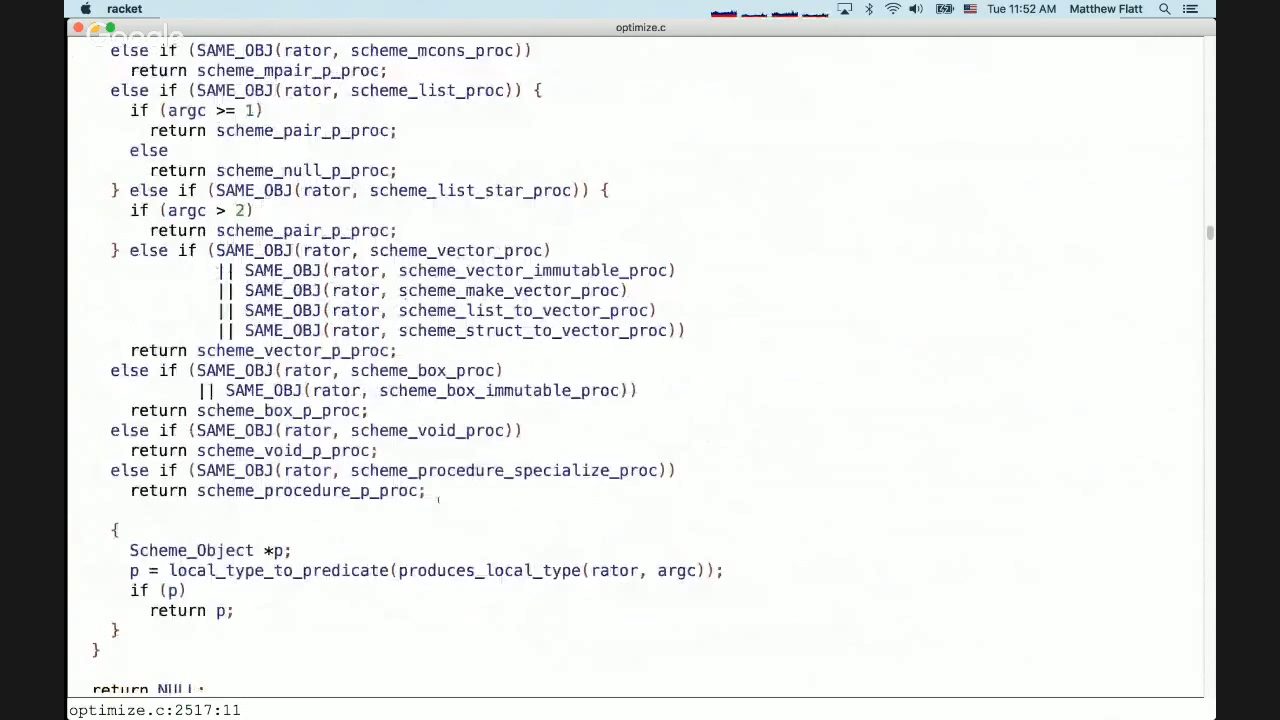 racket
Tue 11:52 AM Matthew Flatt
optimize.c
Google
else if (SAME_OBJ(rator, scheme_mcons_proc))
return scheme_mpair_p_proc;
else if (SAME_OBJ(rator, scheme_list_proc)) {
if (argc >= 1)
return scheme_pair_p_proc;
else
return scheme_null_p_proc;
} else if (SAME_OBJ(rator, scheme_list_star_proc)) {
if (argc > 2)
return scheme_pair_p_proc;
} else if (SAME_OBJ(rator, scheme_vector_proc)
|| SAME_OBJ(rator, scheme_vector_immutable_proc)
|| SAME_OBJ(rator, scheme_make_vector_proc)
|| SAME_OBJ(rator, scheme_list_to_vector_proc)
|| SAME_OBJ(rator, scheme_struct_to_vector_proc))
return scheme_vector_p_proc;
else if (SAME_OBJ(rator, scheme_box_proc)
|| SAME_OBJ(rator, scheme_box_immutable_proc))
return scheme_box_p_proc;
else if (SAME_OBJ(rator, scheme_void_proc))
return scheme_void_p_proc;
else if (SAME_OBJ(rator, scheme_procedure_specialize_proc))
return scheme_procedure_p_proc;
{
Scheme_Object *p;
p = local_type_to_predicate(produces_local_type(rator, argc));
if (p)
return p;
}
}
return NULL;
optimize.c:2517:11